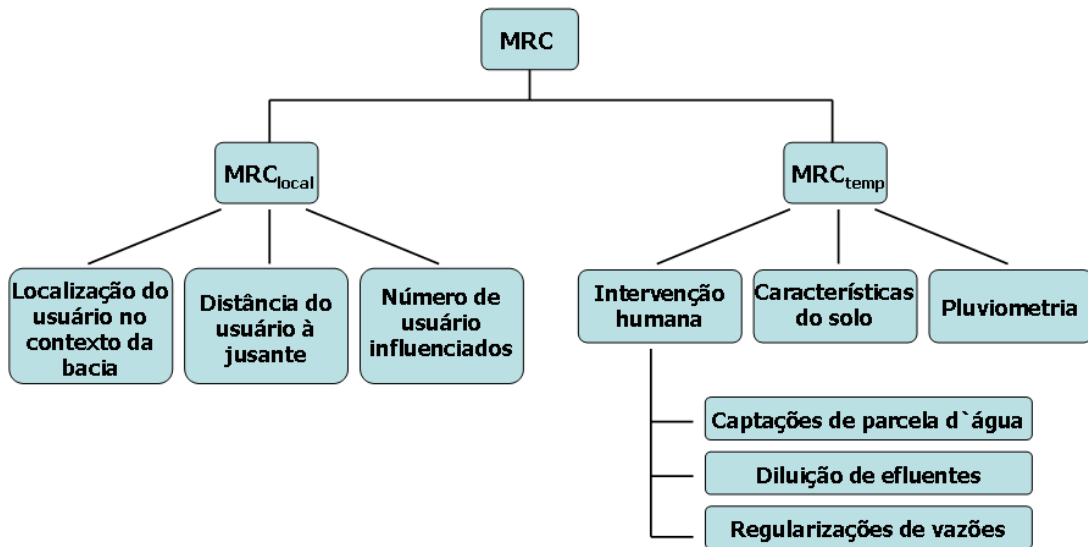 MRC
MRClocal
MRCtemp
Localização do
usuário no
contexto da
bacia
Distância do
usuário à
jusante
Número de
usuário
influenciados
Intervenção
humana
Características
do solo
Pluviometria
Captações de parcela d`água
Diluição de efluentes
Regularizações de vazões